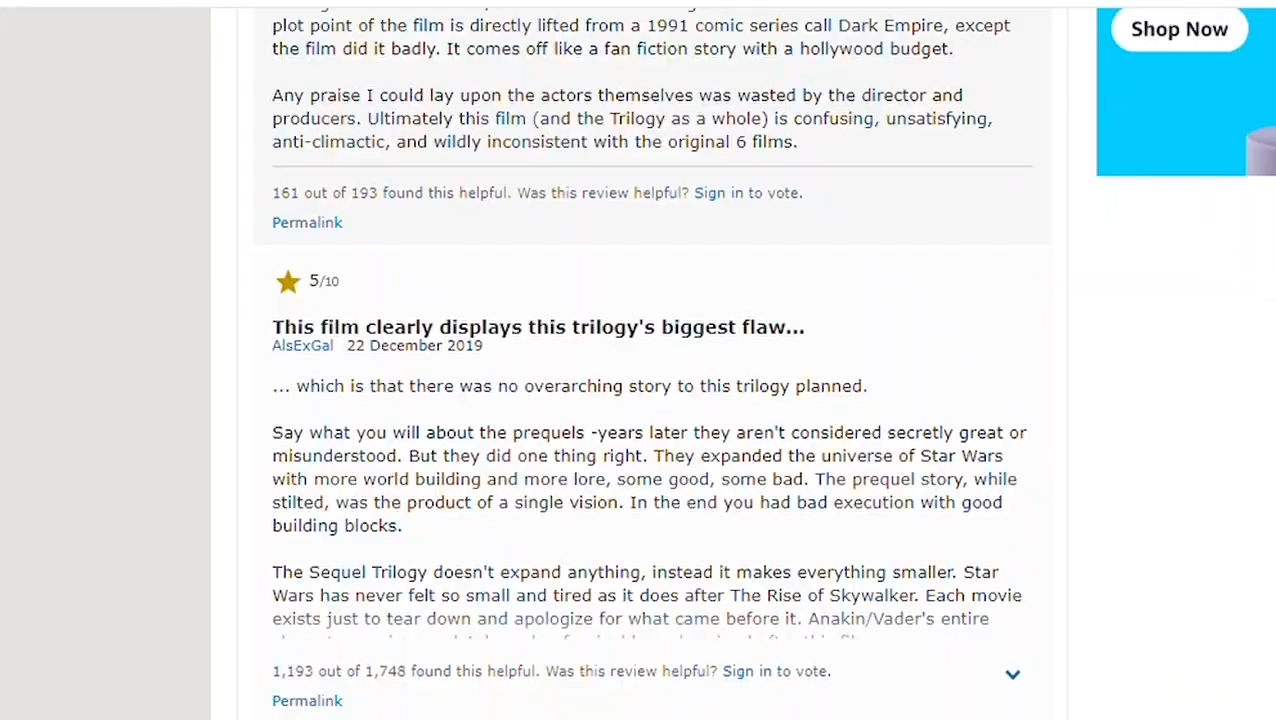 plot point of the film is directly lifted from a 1991 comic series call Dark Empire, except
the film did it badly. It comes off like a fan fiction story with a hollywood budget.
Any praise I could lay upon the actors themselves was wasted by the director and
producers. Ultimately this film (and the Trilogy as a whole) is confusing, unsatisfying,
anti-climactic, and wildly inconsistent with the original 6 films.
161 out of 193 found this helpful. Was this review helpful? Sign in to vote.
Permalink
Shop Now
5/10
This film clearly displays this trilogy's biggest flaw...
AlsExGal 22 December 2019
... which is that there was no overarching story to this trilogy planned.
Say what you will about the prequels -years later they aren't considered secretly great or
misunderstood. But they did one thing right. They expanded the universe of Star Wars
with more world building and more lore, some good, some bad. The prequel story, while
stilted, was the product of a single vision. In the end you had bad execution with good
building blocks.
The Sequel Trilogy doesn't expand anything, instead it makes everything smaller. Star
Wars has never felt so small and tired as it does after The Rise of Skywalker. Each movie
exists just to tear down and apologize for what came before it. Anakin/Vader's entire
1,193 out of 1,748 found this helpful. Was this review helpful? Sign in to vote.
Permalink